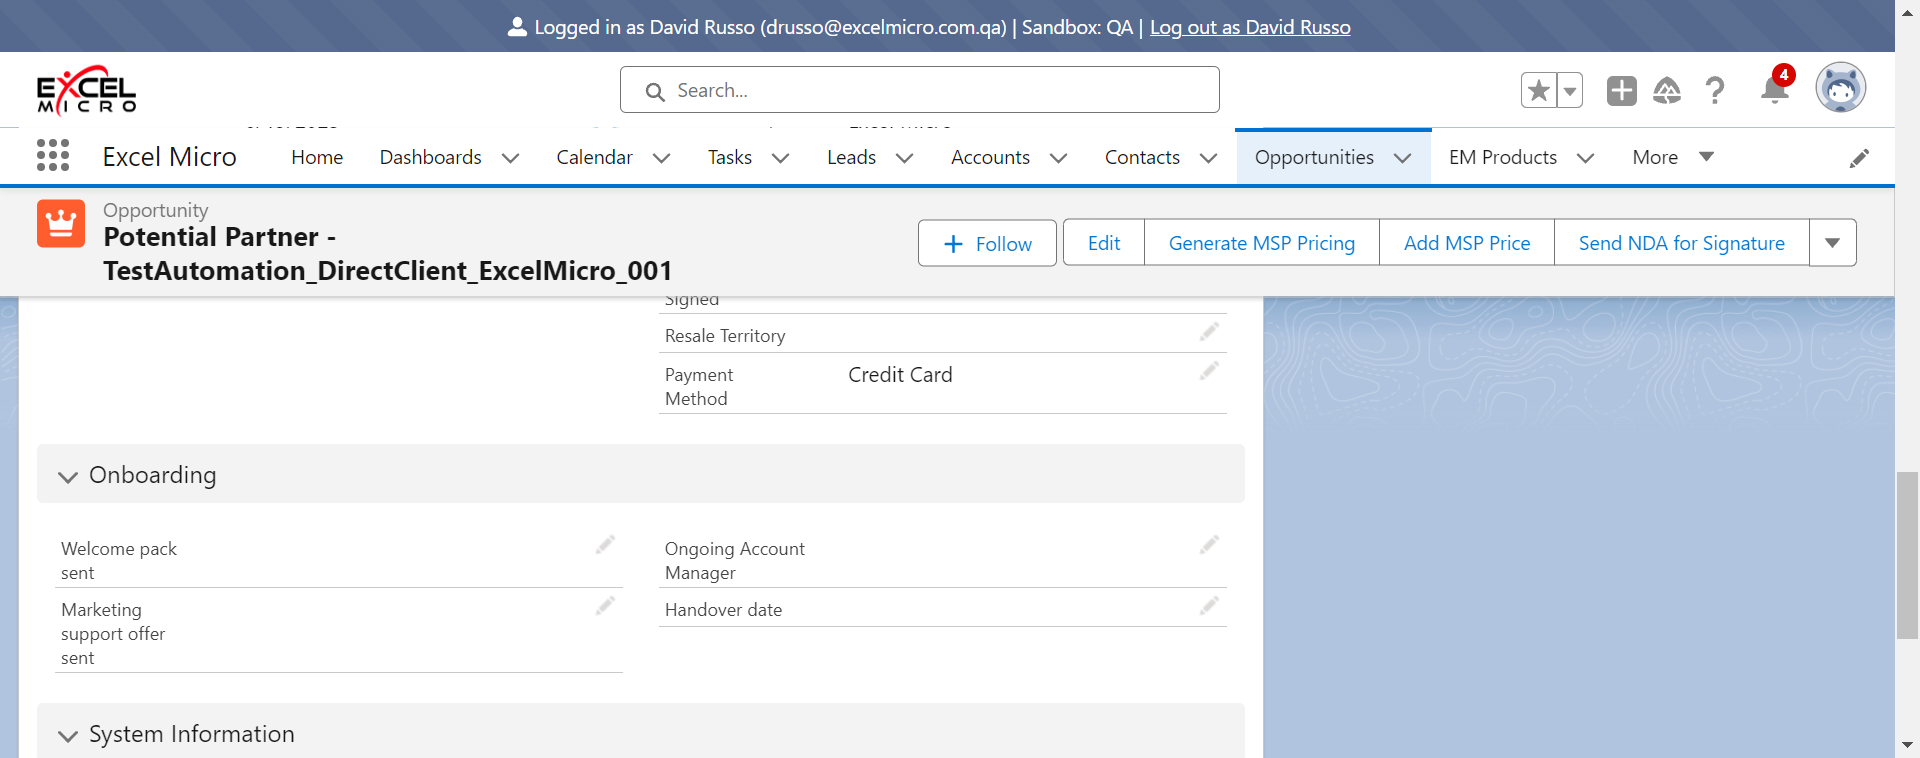 Logged in as David Russo (drusso@excelmicro.com.qa) | Sandbox: QA | Log out as David Russo
EXCEL
MICRO
Search...
4
Excel Micro
Home
Dashboards
Calendar
Tasks
Leads
Accounts
Contacts
Opportunities
EM Products
More
Opportunity
Potential Partner -
TestAutomation_DirectClient_ExcelMicro_001
Follow
Edit
Generate MSP Pricing
Add MSP Price
Send NDA for Signature
Signed
Resale Territory
Payment
Method
Credit Card
Onboarding
Welcome pack
sent
Ongoing Account
Manager
Marketing
support offer
sent
Handover date
System Information